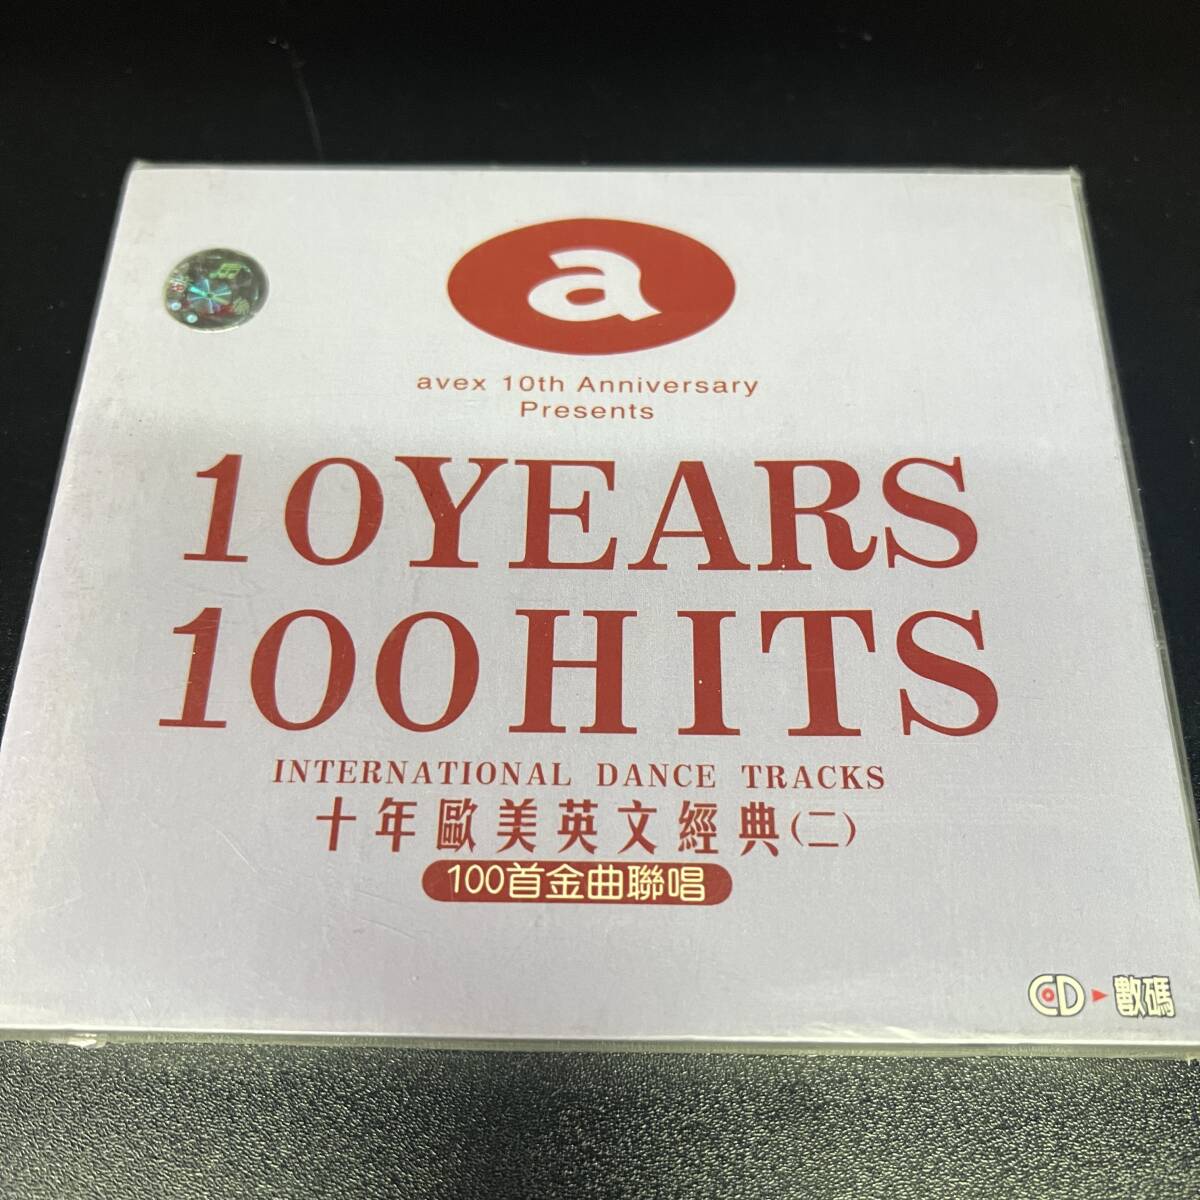 a
avex 10th Anniversary
Presents
10YEARS
100HITS
INTERNATIONAL DANCE TRACKS
十年歐美英文經典(二)
100首金曲聯唱
CD▶數碼